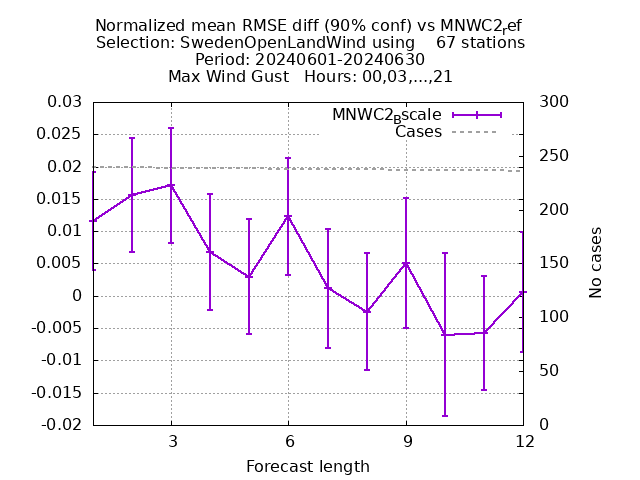 Normalized mean RMSE diff (90% conf) vs MNWC2ref
Selection: SwedenOpenLandWind using 67 stations
Period: 20240601-20240630
Max Wind Gust Hours: 00,03,...,21
MNWC2Bscale
Cases
0.03
0.025
0.02
0.015
0.01
0.005
0
-0.005
-0.01
-0.015
-0.02
300
250
200
150
100
50
0
No cases
3
6
9
12
Forecast length